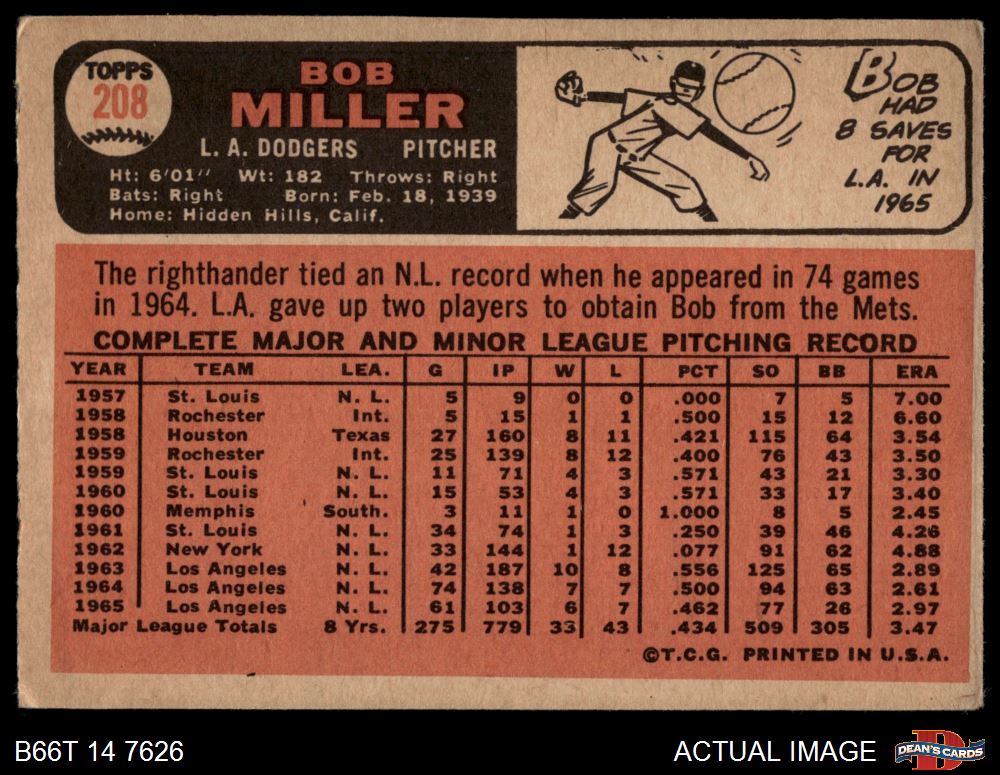 TOPPS
208
BOB
MILLER
L. A. DODGERS PITCHER
Ht: 6'01" Wt: 182 Throws: Right
Bats: Right Born: Feb. 18, 1939
Home: Hidden Hills, Calif.
BOB
HAD
8 SAVES
FOR
L.A. IN
1965
The righthander tied an N.L. record when he appeared in 74 games
in 1964. L.A. gave up two players to obtain Bob from the Mets.
COMPLETE MAJOR AND MINOR LEAGUE PITCHING RECORD
YEAR TEAM LEA. G IP W L PCT SO BB ERA
1957 St. Louis N. L. 5 9 0 0 .000 7 5 7.00
1958 Rochester Int. 5 15 1 1 .500 15 12 6.60
1958 Houston Texas 27 160 8 11 .421 115 64 3.54
1959 Rochester Int. 25 139 8 12 .400 76 43 3.50
1959 St. Louis N. L. 11 71 4 3 .571 43 21 3.30
1960 St. Louis N. L. 15 53 4 3 .571 33 17 3.40
1960 Memphis South. 3 11 1 0 1.000 8 5 2.45
1961 St. Louis N. L. 34 74 1 3 .250 39 46 4.26
1962 New York N. L. 33 144 1 12 .077 91 62 4.88
1963 Los Angeles N. L. 42 187 10 8 .556 125 65 2.89
1964 Los Angeles N. L. 74 138 7 7 .500 94 63 2.61
1965 Los Angeles N. L. 61 103 6 7 .462 77 26 2.97
Major League Totals 8 Yrs. 275 779 33 43 .434 509 305 3.47
©T.C.G. PRINTED IN U.S.A.
B66T 14 7626 ACTUAL IMAGE DEAN'S CARDS